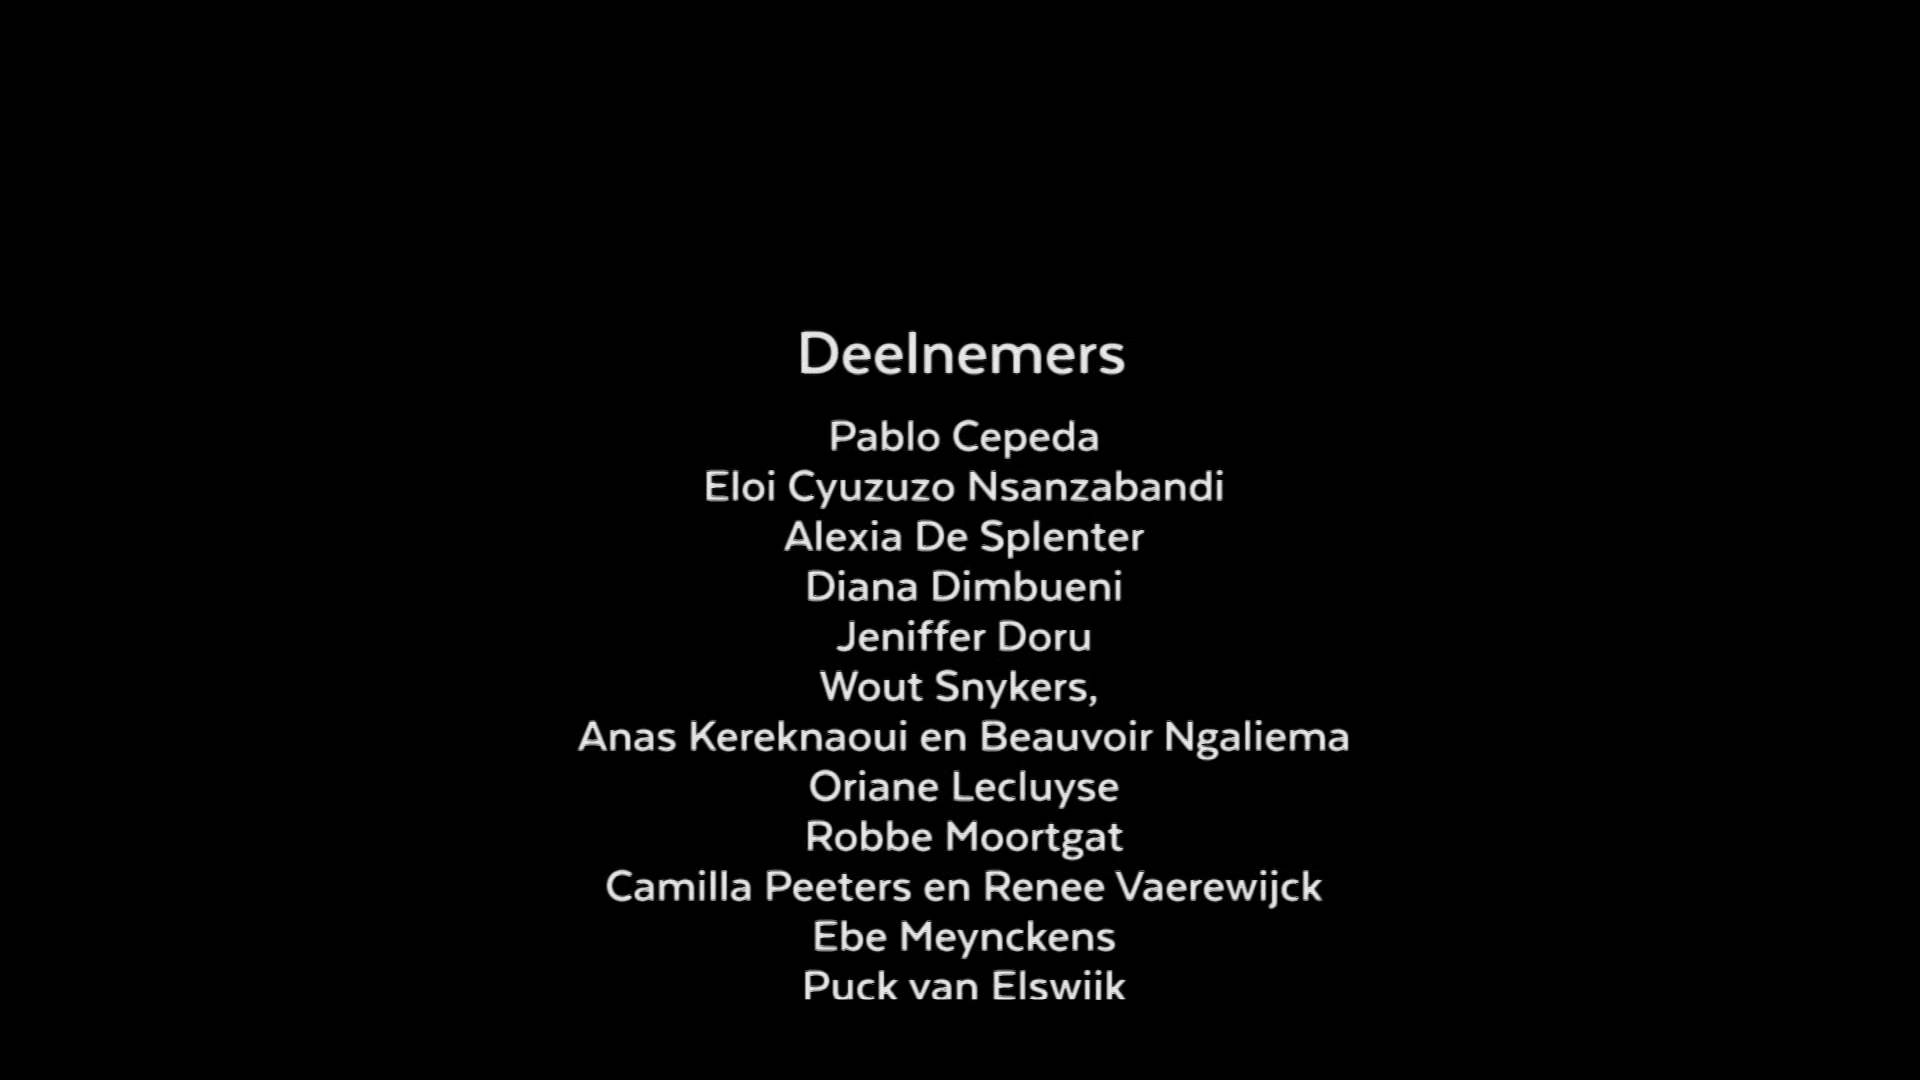 Deelnemers
Pablo Cepeda
Eloi Cyuzuzo Nsanzabandi
Alexia De Splenter
Diana Dimbueni
Jeniffer Doru
Wout Snykers,
Anas Kereknaoui en Beauvoir Ngaliema
Oriane Lecluyse
Robbe Moortgat
Camilla Peeters en Renee Vaerewijck
Ebe Meynckens
Puck van Elswijk